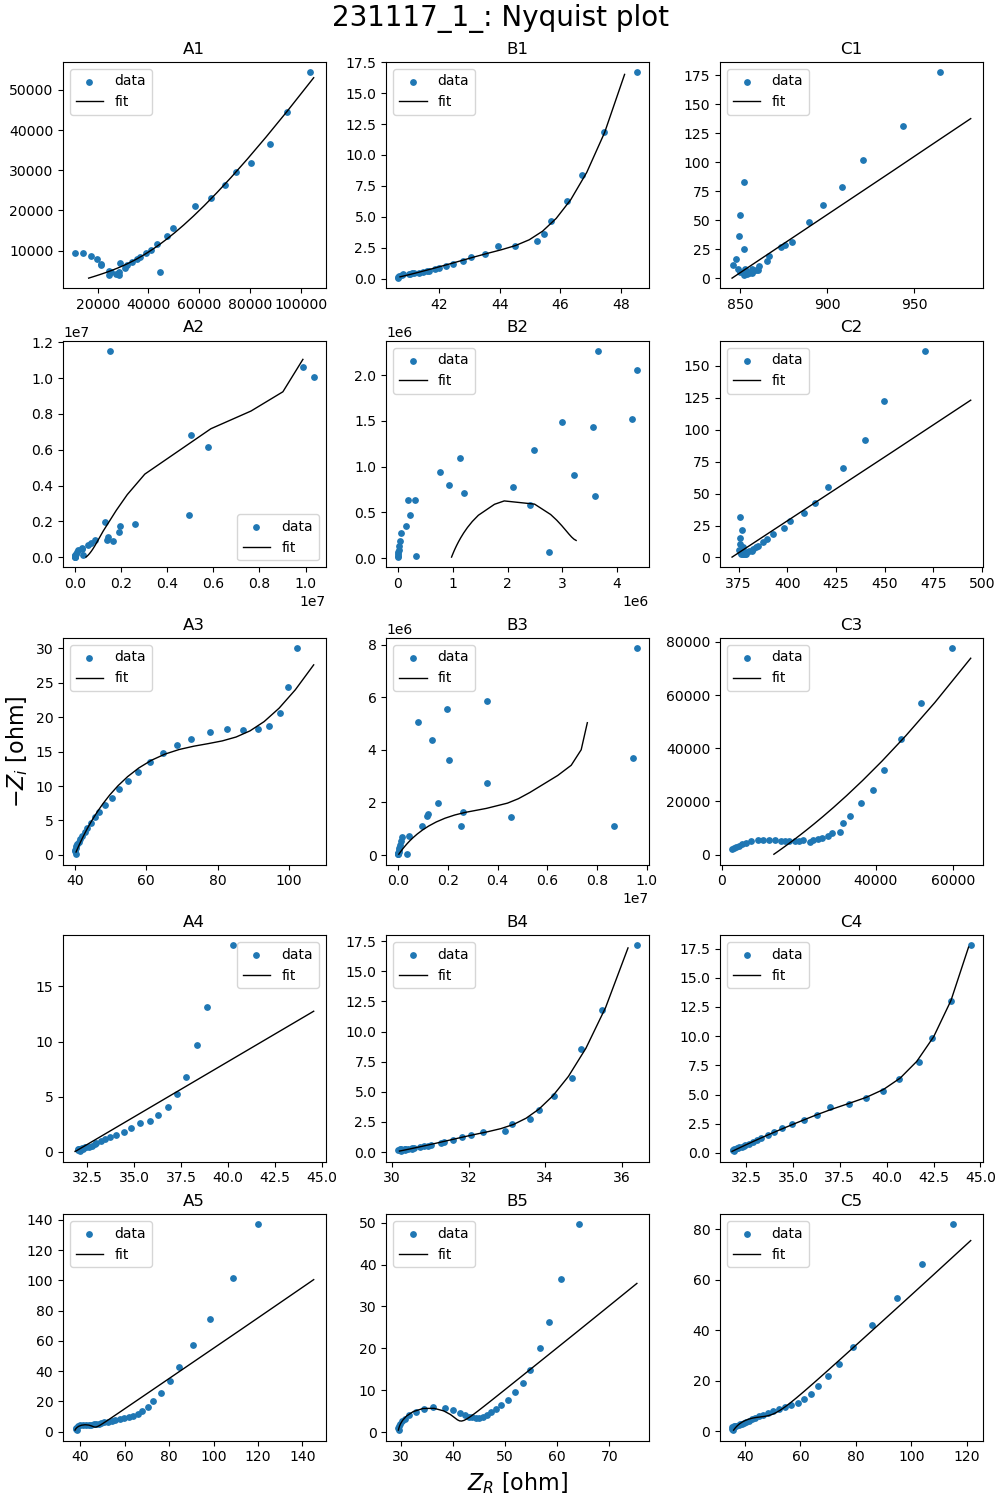 231117_1_: Nyquist plot
A1
data
fit
50000
40000
30000
20000
10000
20000 40000 60000 80000 100000
B1
data
fit
17.5
15.0
12.5
10.0
7.5
5.0
2.5
0.0
42 44 46 48
C1
data
fit
175
150
125
100
75
50
25
0
850 900 950
A2
1e7
data
fit
1.2
1.0
0.8
0.6
0.4
0.2
0.0
0.0 0.2 0.4 0.6 0.8 1.0
1e7
B2
1e6
data
fit
2.0
1.5
1.0
0.5
0.0
0 1 2 3 4
1e6
C2
data
fit
150
125
100
75
50
25
0
375 400 425 450 475 500
A3
data
fit
30
25
20
15
10
5
0
40 60 80 100
B3
1e6
data
fit
8
6
4
2
0
0.0 0.2 0.4 0.6 0.8 1.0
1e7
C3
data
fit
80000
60000
40000
20000
0
0 20000 40000 60000
−Zi [ohm]
A4
data
fit
15
10
5
0
32.5 35.0 37.5 40.0 42.5 45.0
B4
data
fit
17.5
15.0
12.5
10.0
7.5
5.0
2.5
0.0
30 32 34 36
C4
data
fit
17.5
15.0
12.5
10.0
7.5
5.0
2.5
0.0
32.5 35.0 37.5 40.0 42.5 45.0
A5
data
fit
140
120
100
80
60
40
20
0
40 60 80 100 120 140
B5
data
fit
50
40
30
20
10
0
30 40 50 60 70
C5
data
fit
80
60
40
20
0
40 60 80 100 120
ZR [ohm]